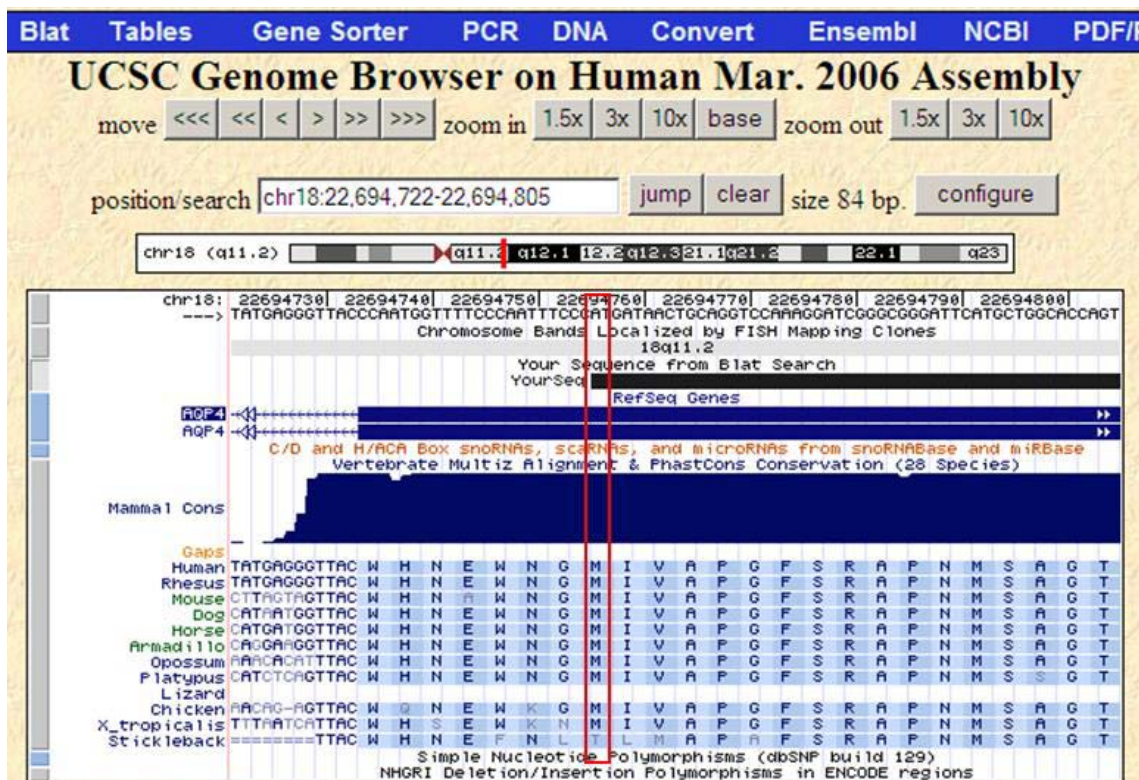 Blat Tables Gene Sorter PCR DNA Convert Ensembl NCBI PDF/
UCSC Genome Browser on Human Mar. 2006 Assembly
move <<< << < > >> >>> zoom in 1.5x 3x 10x base zoom out 1.5x 3x 10x
position/search chr18:22,694,722-22,694,805 jump clear size 84 bp. configure
chr18 (q11.2) q11.2 q12.1 12.2 q12.3 21.1 q21.2 22.1 q23
chr18: 22694730| 22694740| 22694750| 22694760| 22694770| 22694780| 22694790| 22694800|
---> TATGAGGGTTACCCAATGGTTTTCCCAATTTCCCATGATAACTGCAGGTCCAAAGGATCGGGCGGGATTCATGCTGGCACCAGT
Chromosome Bands Localized by FISH Mapping Clones
18q11.2
Your Sequence from Blat Search
YourSeq
RefSeq Genes
AQP4
AQP4
C/D and H/ACA Box snoRNAs, scaRNAs, and microRNAs from snoRNABase and miRBase
Vertebrate Multiz Alignment & PhastCons Conservation (28 Species)
Mammal Cons
Gaps
Human TATGAGGGTTAC W H N E W N G M I V A P G F S R A P N M S A G T
Rhesus TATGAGGGTTAC W H N E W N G M I V A P G F S R A P N M S A G T
Mouse CTTAGTAGTTAC W H N A W N G M I V A P G F S R A P N M S A G T
Dog CATAATGGTTAC W H N E W N G M I V A P G F S R A P N M S A G T
Horse CATGATGGTTAC W H N E W N G M I V A P G F S R A P N M S A G T
Armadillo CAGGAAGGTTAC W H N E W N G M I V A P G F S R A P N M S A G T
Opossum AAACACATTTAC W H N E W N G M I V A P G F S R A P N M S A G T
Platypus CATCTCAGTTAC W H N E W N G M I V A P G F S R A P N M S S G T
Lizard
Chicken AACAG-AGTTAC W Q N E W K G M I V A P G F S R A P N M S A G T
X_tropicalis TTTAATCATTAC W H S E W K N M I V A P G F S R A P N M S A G T
Stickleback ========TTAC W H N E F N L T L M A P A F S R A P N M S A G T
Simple Nucleotide Polymorphisms (dbSNP build 129)
NHGRI Deletion/Insertion Polymorphisms in ENCODE regions